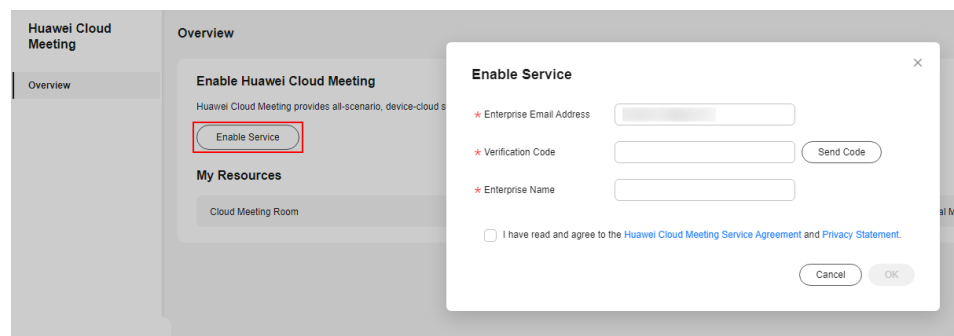 Huawei Cloud
Meeting
Overview
Overview
Enable Huawei Cloud Meeting
Huawei Cloud Meeting provides all-scenario, device-cloud s
Enable Service
My Resources
Cloud Meeting Room
al M
Enable Service
* Enterprise Email Address
* Verification Code
Send Code
* Enterprise Name
I have read and agree to the Huawei Cloud Meeting Service Agreement and Privacy Statement.
Cancel
OK